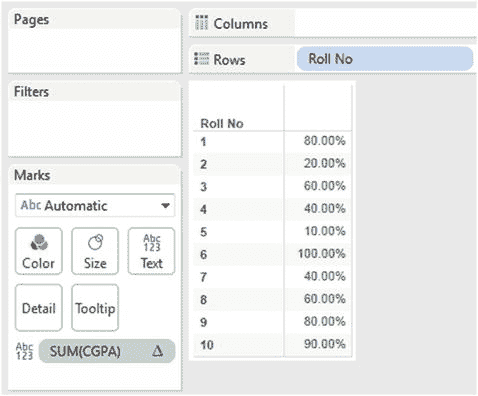 Pages
Columns
Rows
Roll No
Filters
Marks
Abc Automatic
Color
Size
Abc
123
Text
Detail
Tooltip
Abc
123
SUM(CGPA) Δ
Roll No
1 80.00%
2 20.00%
3 60.00%
4 40.00%
5 10.00%
6 100.00%
7 40.00%
8 60.00%
9 80.00%
10 90.00%